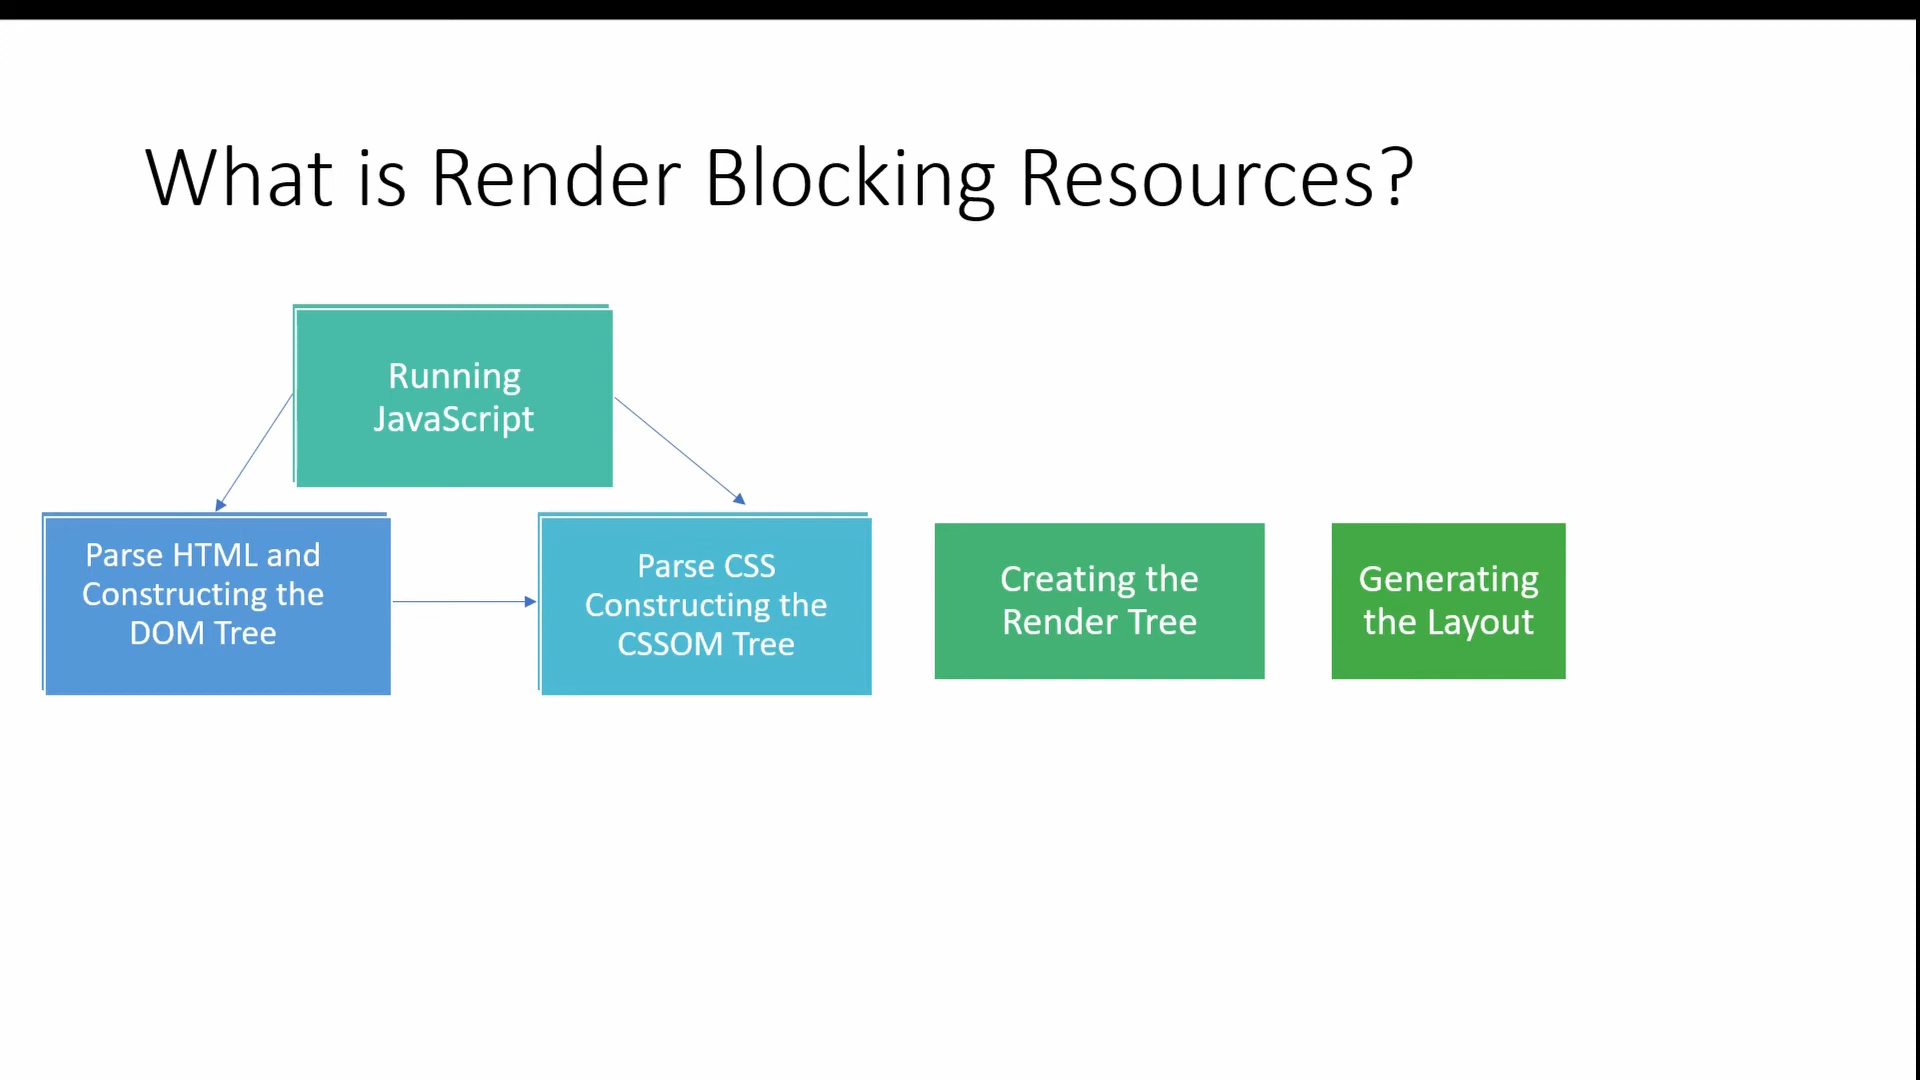 What is Render Blocking Resources?
Running
JavaScript
Parse HTML and
Constructing the
DOM Tree
Parse CSS
Constructing the
CSSOM Tree
Creating the
Render Tree
Generating
the Layout